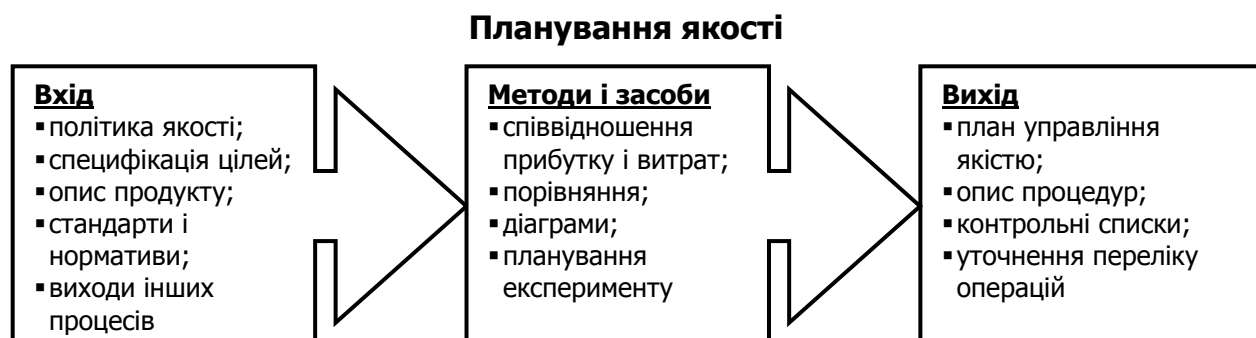 Планування якості
Вхід
▪політика якості;
▪специфікація цілей;
▪опис продукту;
▪стандарти і
нормативи;
▪виходи інших
процесів
Методи і засоби
▪співвідношення
прибутку і витрат;
▪порівняння;
▪діаграми;
▪планування
експерименту
Вихід
▪план управління
якістю;
▪опис процедур;
▪контрольні списки;
▪уточнення переліку
операцій